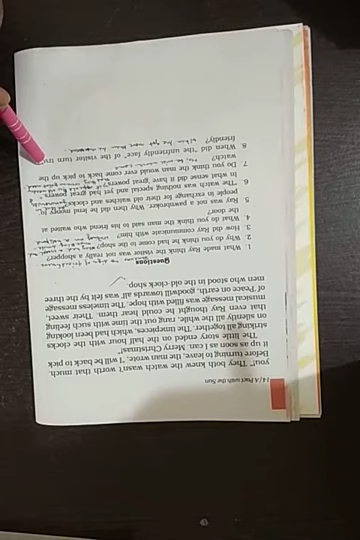 14/A Pact with the Sun
you." They both knew the watch wasn't worth that much.
Before turning to leave, the man wrote, "I will be back to pick
it up as soon as I can. Merry Christmas!"
The little story ended on the half hour with the clocks
striking all together. The timepieces, which had been looking
on silently all the while, rang out the time with such feeling
that even Ray thought he could hear them. Their sweet,
musical message was filled with hope. The timeless message
of 'Peace on earth, goodwill towards all' was felt by the three
men who stood in the old-clock shop.
Questions
1. What made Ray think the visitor was not really a shopper?
2. Why do you think he had come to the shop?
3. How did Ray communicate with him?
4. What do you think the man said to his friend who waited at
the door?
5. Ray was not a pawnbroker. Why then did he lend money to
people in exchange for their old watches and clocks?
6. "The watch was nothing special and yet had great powers."
In what sense did it have 'great powers'?
7. Do you think the man would ever come back to pick up the
watch?
8. When did "the unfriendly face" of the visitor turn truly
friendly?